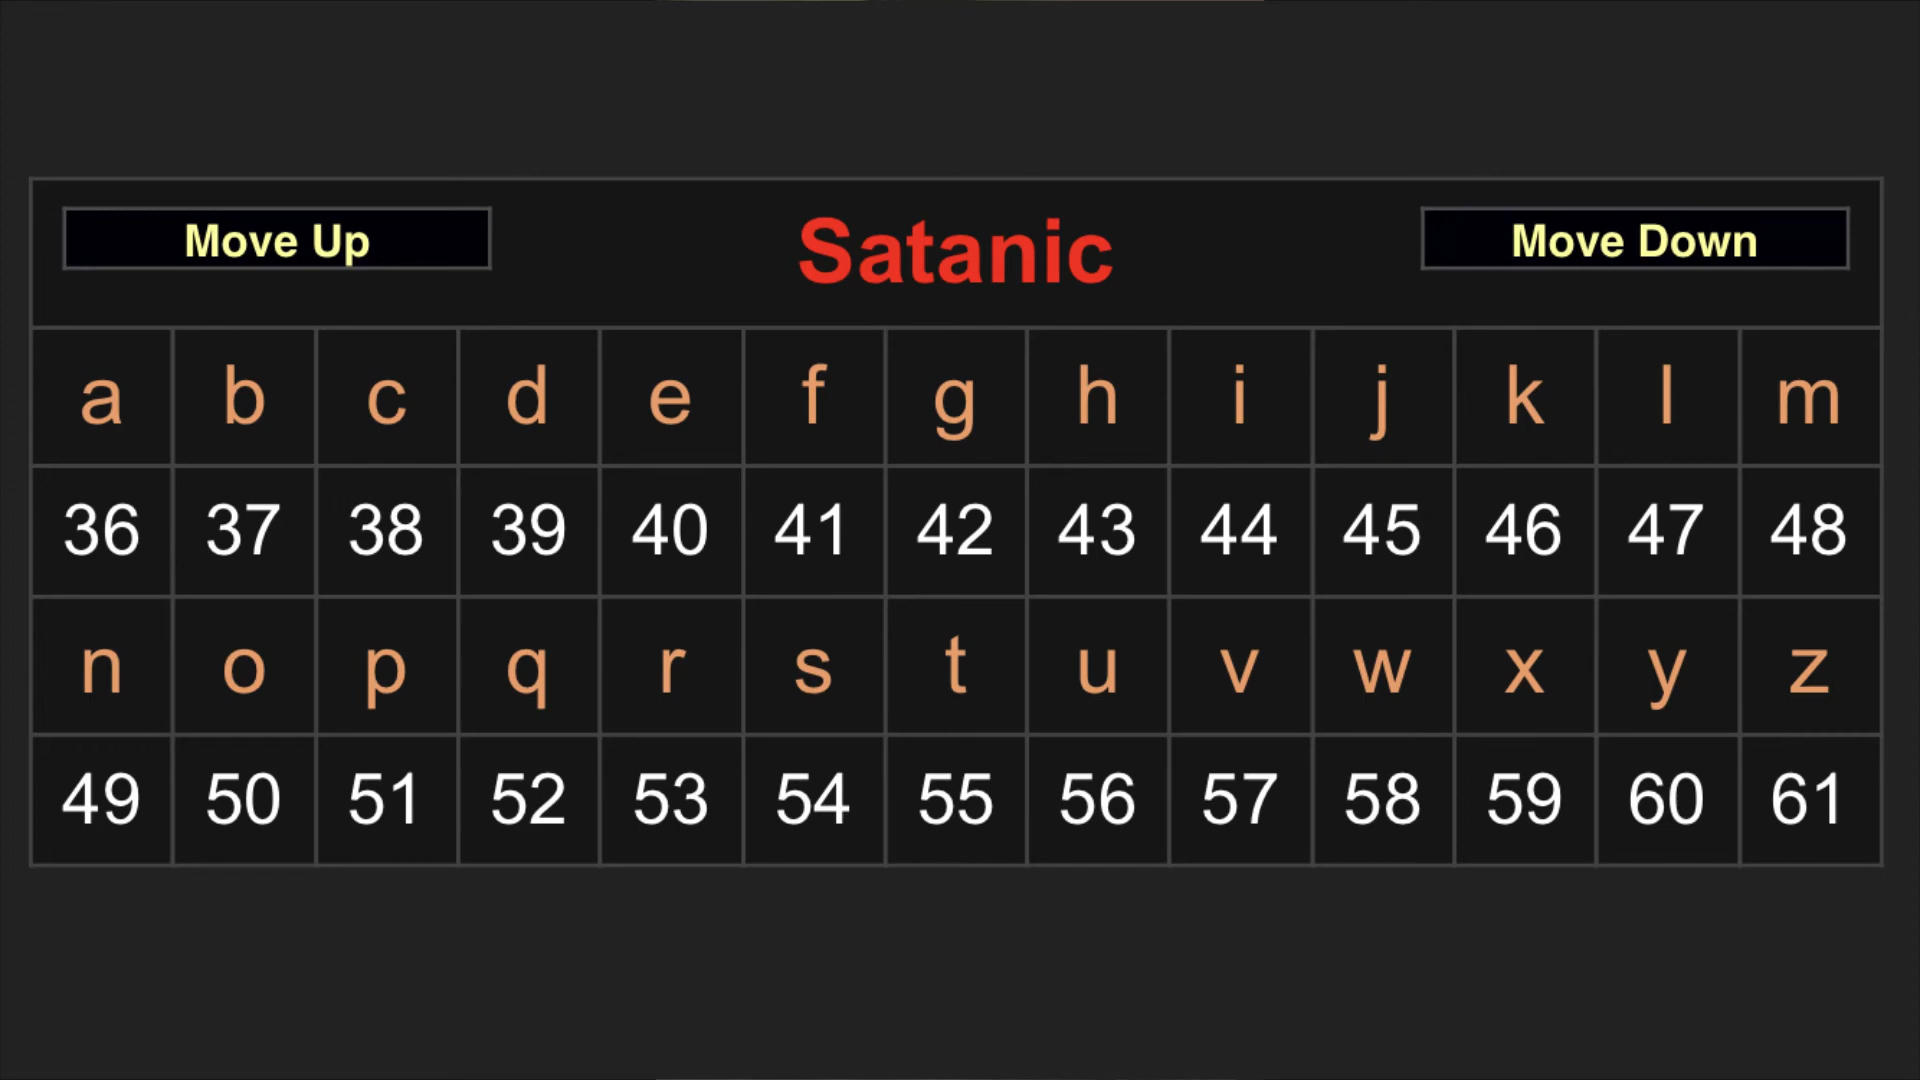 Move Up Satanic Move Down
a b c d e f g h i j k l m
36 37 38 39 40 41 42 43 44 45 46 47 48
n o p q r s t u v w x y z
49 50 51 52 53 54 55 56 57 58 59 60 61